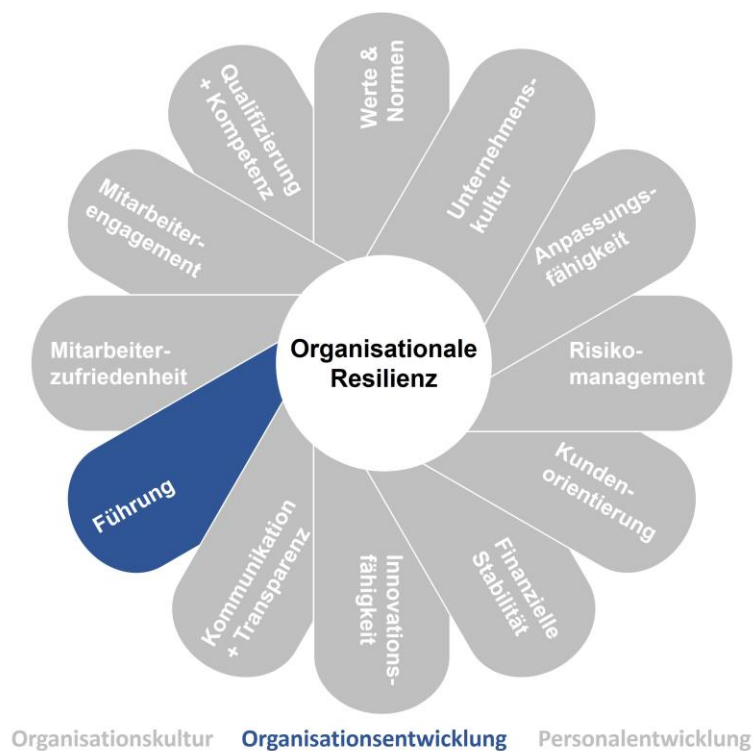 Werte &
Normen
Unternehmens-
kultur
Anpassungs-
fähigkeit
Risiko-
management
Kunden-
orientierung
Finanzielle
Stabilität
Innovations-
fähigkeit
Kommunikation
+ Transparenz
Führung
Mitarbeiter-
zufriedenheit
Mitarbeiter-
engagement
Qualifizierung
+ Kompetenz
Organisationale
Resilienz
Organisationskultur Organisationsentwicklung Personalentwicklung